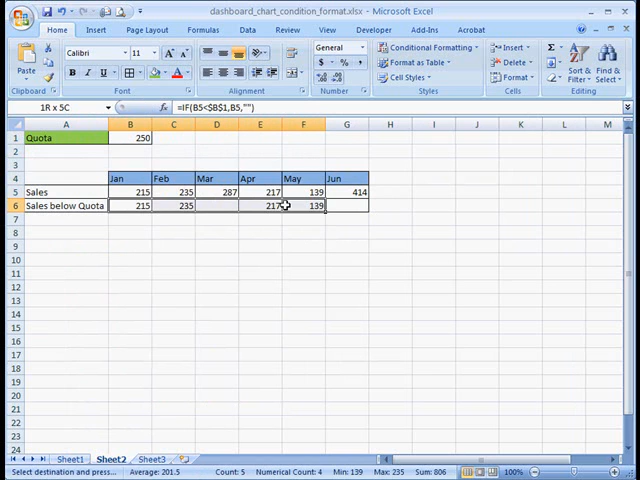 dashboard_chart_condition_format.xlsx - Microsoft Excel
Home Insert Page Layout Formulas Data Review View Developer Add-Ins Acrobat
Paste
Clipboard
Calibri 11
B I U
Font
Alignment
General
$ % ,
Number
Conditional Formatting
Format as Table
Cell Styles
Styles
Insert
Delete
Format
Cells
Sort & Filter
Find & Select
Editing
1R x 5C fx =IF(B5<$B$1,B5,"")
A B C D E F G H I J K L M
1 Quota 250
2
3
4 Jan Feb Mar Apr May Jun
5 Sales 215 235 287 217 139 414
6 Sales below Quota 215 235 217 139
7
8
9
10
11
12
13
14
15
16
17
18
19
20
21
22
23
24
Sheet1 Sheet2 Sheet3
Select destination and press... Average: 201.5 Count: 5 Numerical Count: 4 Min: 139 Max: 235 Sum: 806 100%